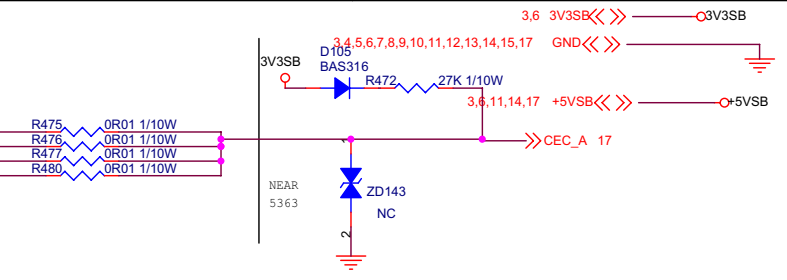 3,6 3V3SB 3V3SB
3,4,5,6,7,8,9,10,11,12,13,14,15,17 GND
D105
BAS316
3V3SB
R472 27K 1/10W
3,6,11,14,17 +5VSB +5VSB
R475 0R01 1/10W
R476 0R01 1/10W
R477 0R01 1/10W
R480 0R01 1/10W
1
CEC_A 17
NEAR
5363
ZD143
NC
2